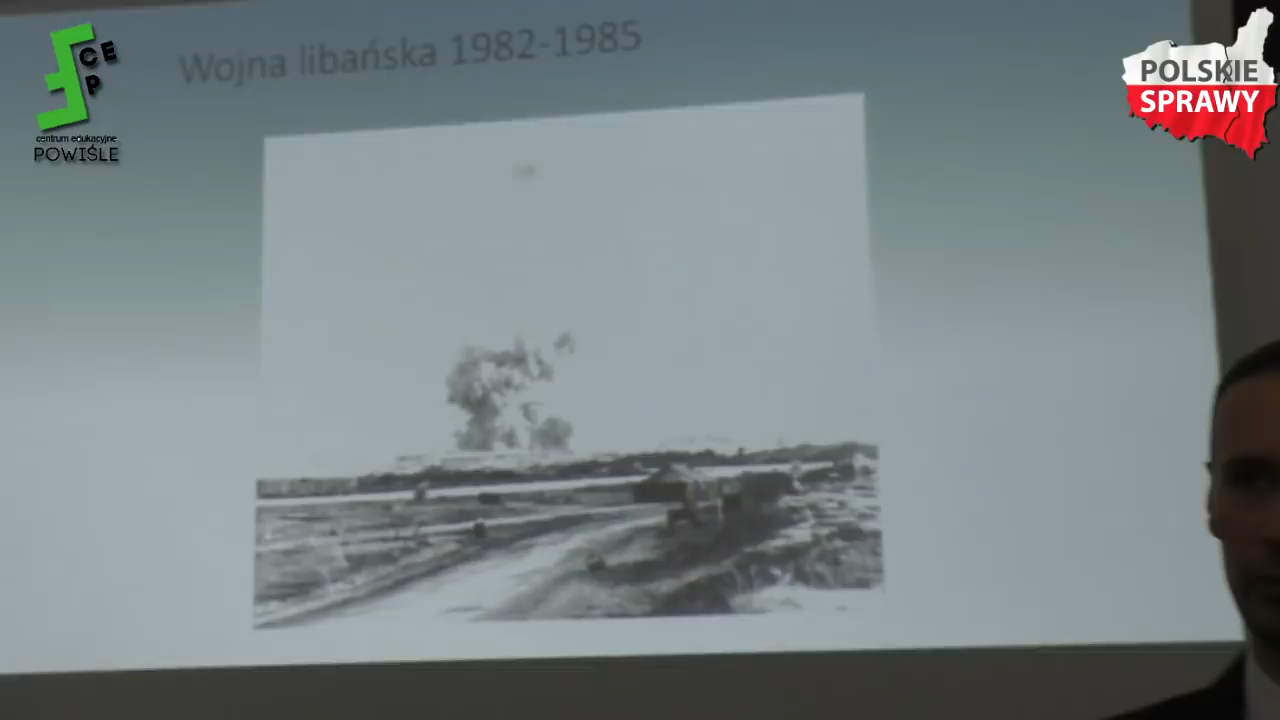 Wojna libańska 1982-1985
CE
P
centrum edukacyjne
POWIŚLE
POLSKIE
SPRAWY